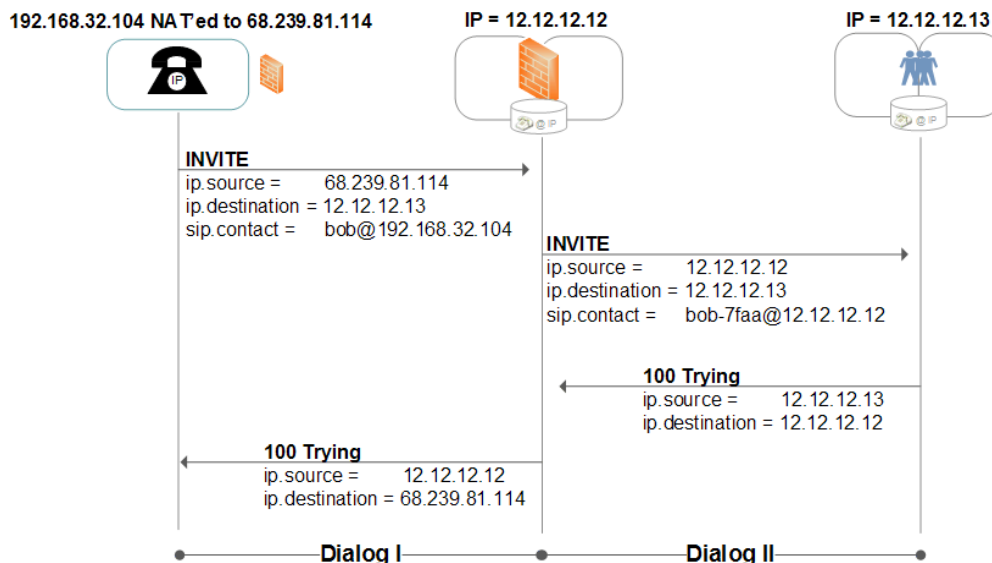 192.168.32.104 NAT'ed to 68.239.81.114
IP = 12.12.12.12
IP = 12.12.12.13
IP
@ IP
@ IP
INVITE
ip.source = 68.239.81.114
ip.destination = 12.12.12.13
sip.contact = bob@192.168.32.104
INVITE
ip.source = 12.12.12.12
ip.destination = 12.12.12.13
sip.contact = bob-7faa@12.12.12.12
100 Trying
ip.source = 12.12.12.13
ip.destination = 12.12.12.12
100 Trying
ip.source = 12.12.12.12
ip.destination = 68.239.81.114
Dialog I
Dialog II